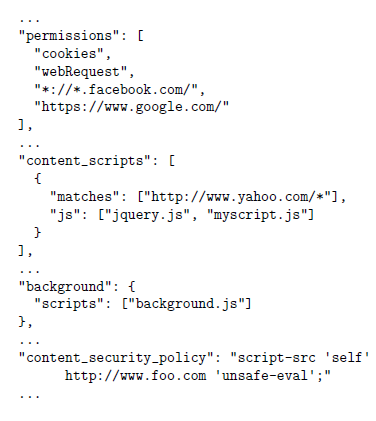 ...
"permissions": [
"cookies",
"webRequest",
"*://*.facebook.com/",
"https://www.google.com/"
],
...
"content_scripts": [
{
"matches": ["http://www.yahoo.com/*"],
"js": ["jquery.js", "myscript.js"]
}
],
...
"background": {
"scripts": ["background.js"]
},
...
"content_security_policy": "script-src 'self'
http://www.foo.com 'unsafe-eval';"
...